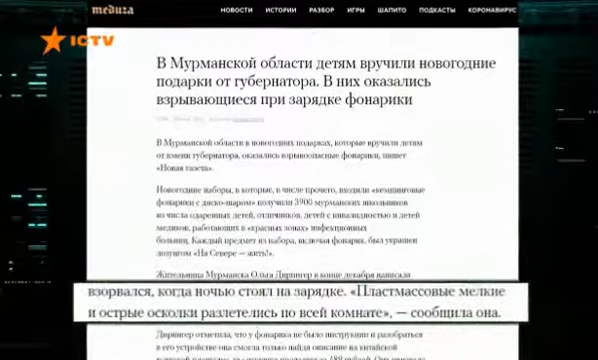 meduza
НОВОСТИ ИСТОРИИ РАЗБОР ИГРЫ ШАПИТО ПОДКАСТЫ КОРОНАВИРУС
ICTV
В Мурманской области детям вручили новогодние
подарки от губернатора. В них оказались
взрывающиеся при зарядке фонарики
В Мурманской области в новогодних подарках, которые вручили детям
от имени губернатора, оказались взрывоопасные фонарики, пишет
«Новая газета».
Новогодние наборы, в которые, в числе прочего, входили «кемпинговые
фонарики с диско-шаром» получили 3900 мурманских школьников
из числа одаренных детей, отличников, детей с инвалидностью и детей
медиков, работающих в «красных зонах» инфекционных
больниц. Каждый предмет из набора, включая фонарик, был украшен
лозунгом «На Севере — жить!».
Жительница Мурманска Ольга Дирингер в конце декабря написала
взорвался, когда ночью стоял на зарядке. «Пластмассовые мелкие
и острые осколки разлетелись по всей комнате», — сообщила она.
Дирингер отметила, что у фонарика не было инструкции и разобраться
в его устройстве она смогла только найдя описание на китайской